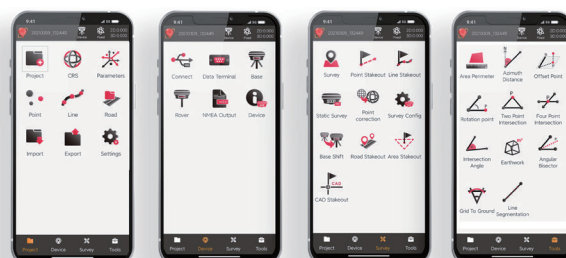 9:41
Project
CRS
Parameters
Point
Line
Road
Import
Export
Settings
Project
Device
Survey
Tools
9:41
Connect
Data Terminal
Base
Rover
NMEA Output
Device
Project
Device
Survey
Tools
9:41
Survey
Point Stakeout
Line Stakeout
Static Survey
Point
correction
Survey Config
Base Shift
Road Stakeout
Area Stakeout
CAD
CAD Stakeout
Project
Device
Survey
Tools
9:41
Area Perimeter
Azimuth
Distance
Offset Point
Rotation point
Two Point
Intersection
Four Point
Intersection
Intersection
Angle
Earthwork
Angular
Bisector
Grid To Ground
Line
Segmentation
Project
Device
Survey
Tools